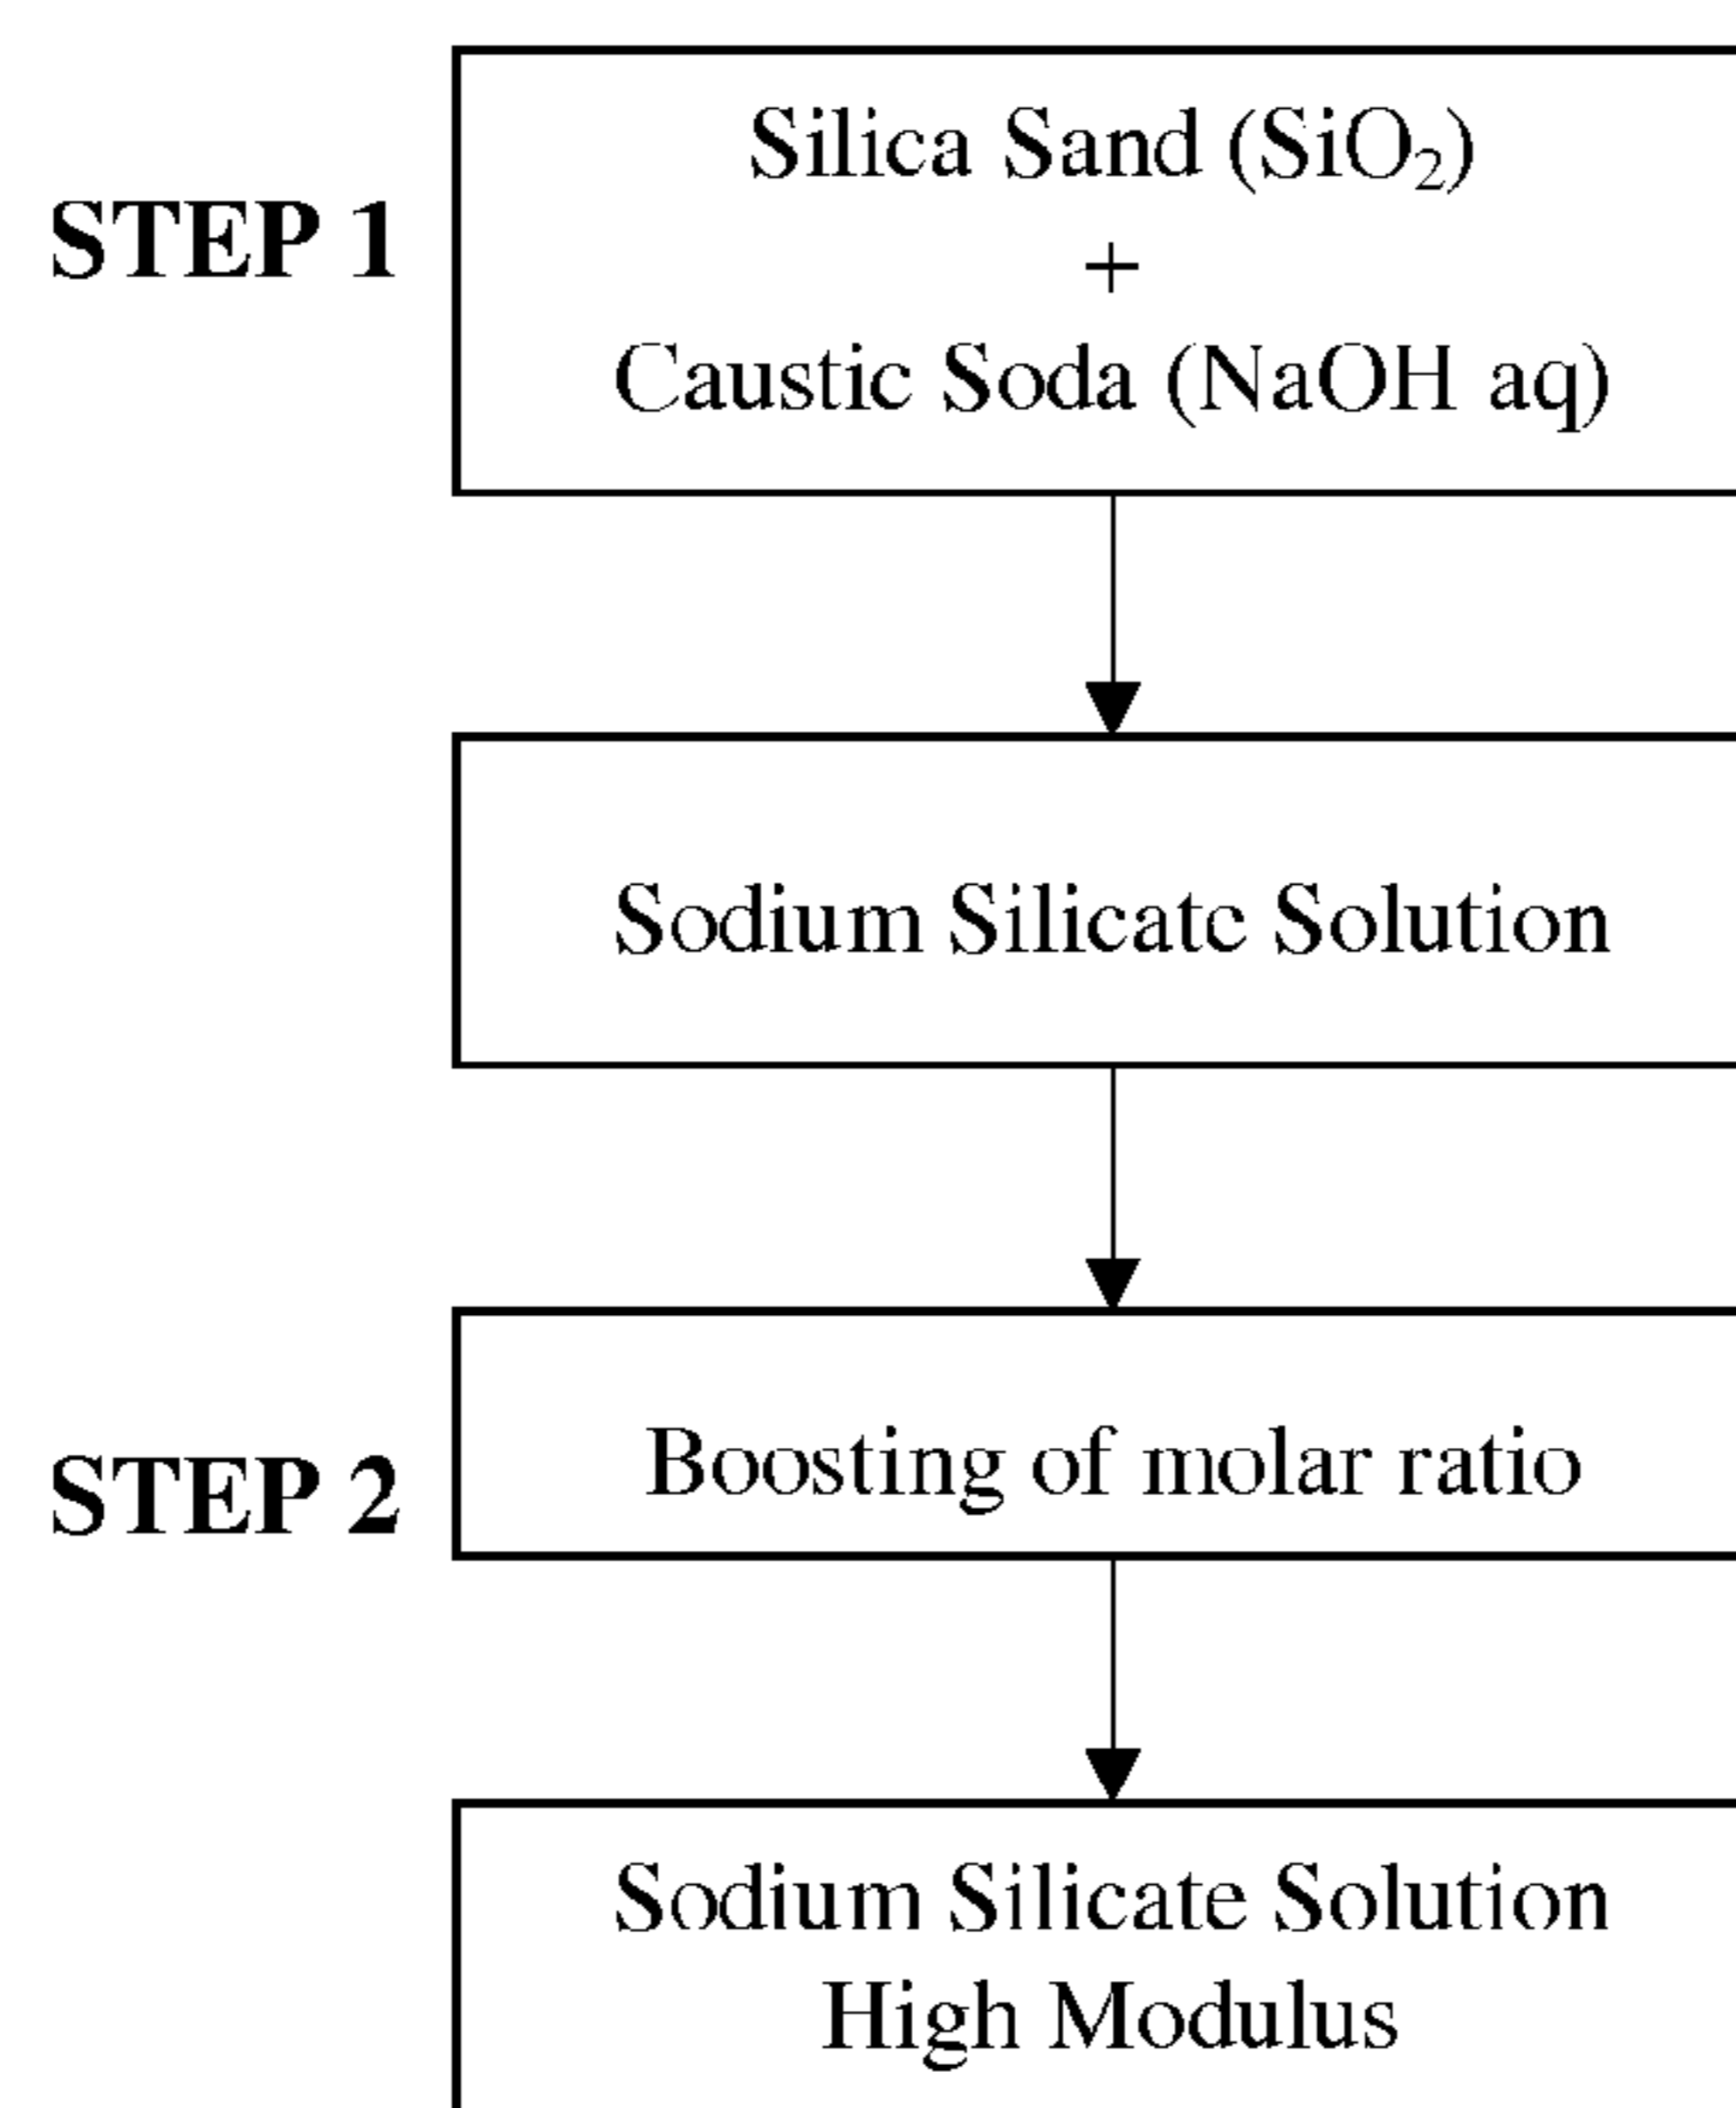 STEP 1
Silica Sand (SiO₂)
+
Caustic Soda (NaOH aq)
Sodium Silicate Solution
STEP 2
Boosting of molar ratio
Sodium Silicate Solution
High Modulus